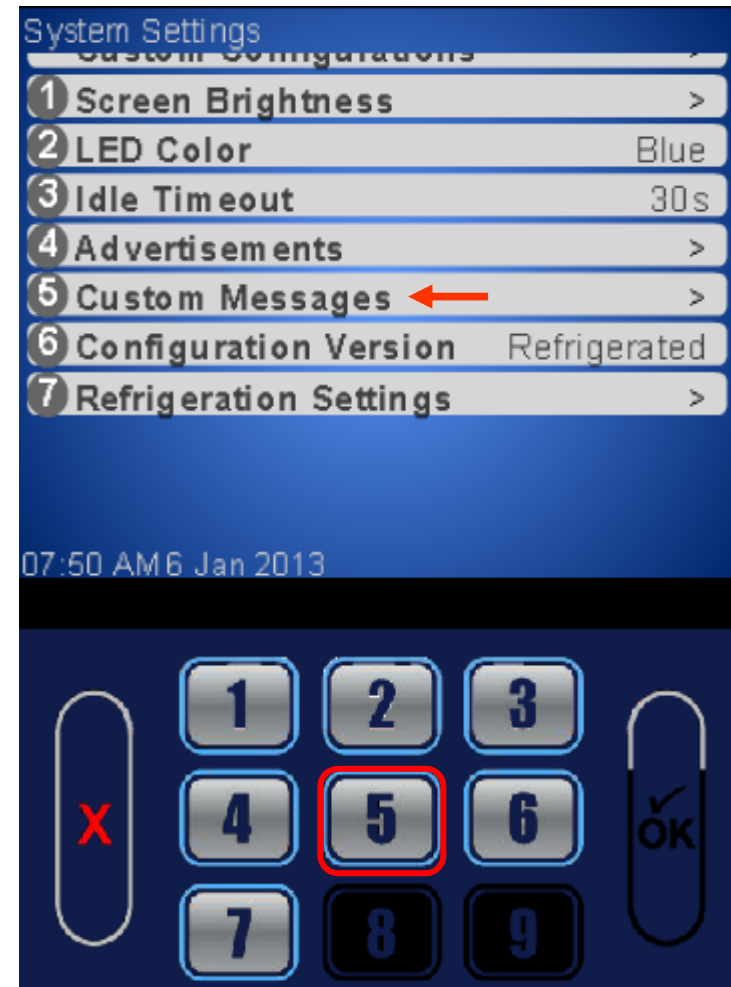 System Settings
Custom Configurations >
1 Screen Brightness >
2 LED Color Blue
3 Idle Timeout 30s
4 Advertisements >
5 Custom Messages >
6 Configuration Version Refrigerated
7 Refrigeration Settings >
07:50 AM 6 Jan 2013
1 2 3
X 4 5 6 OK
7 8 9